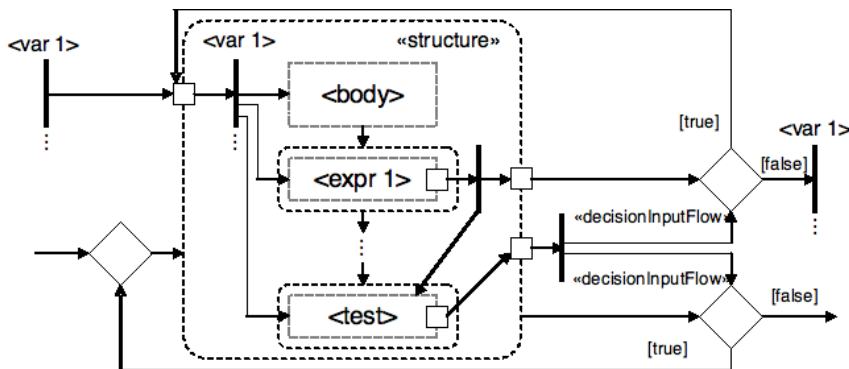 <var 1>
<var 1>
«structure»
<body>
[true]
<var 1>
[false]
<expr 1>
«decisionInputFlow»
«decisionInputFlow»
[false]
<test>
[true]